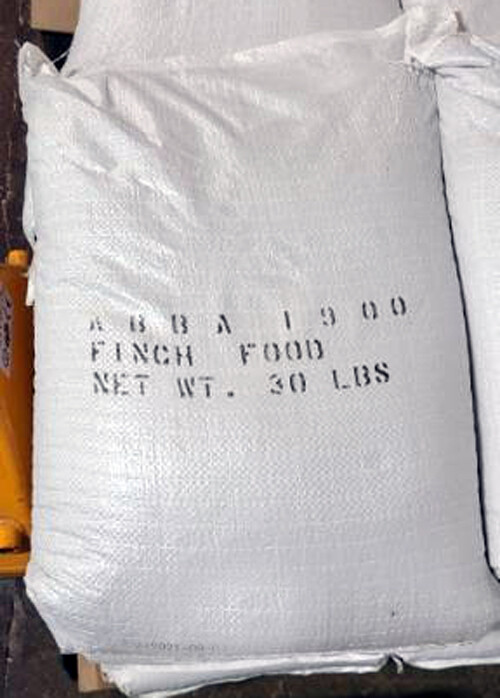 ABBA 1900
FINCH FOOD
NET WT. 30 LBS